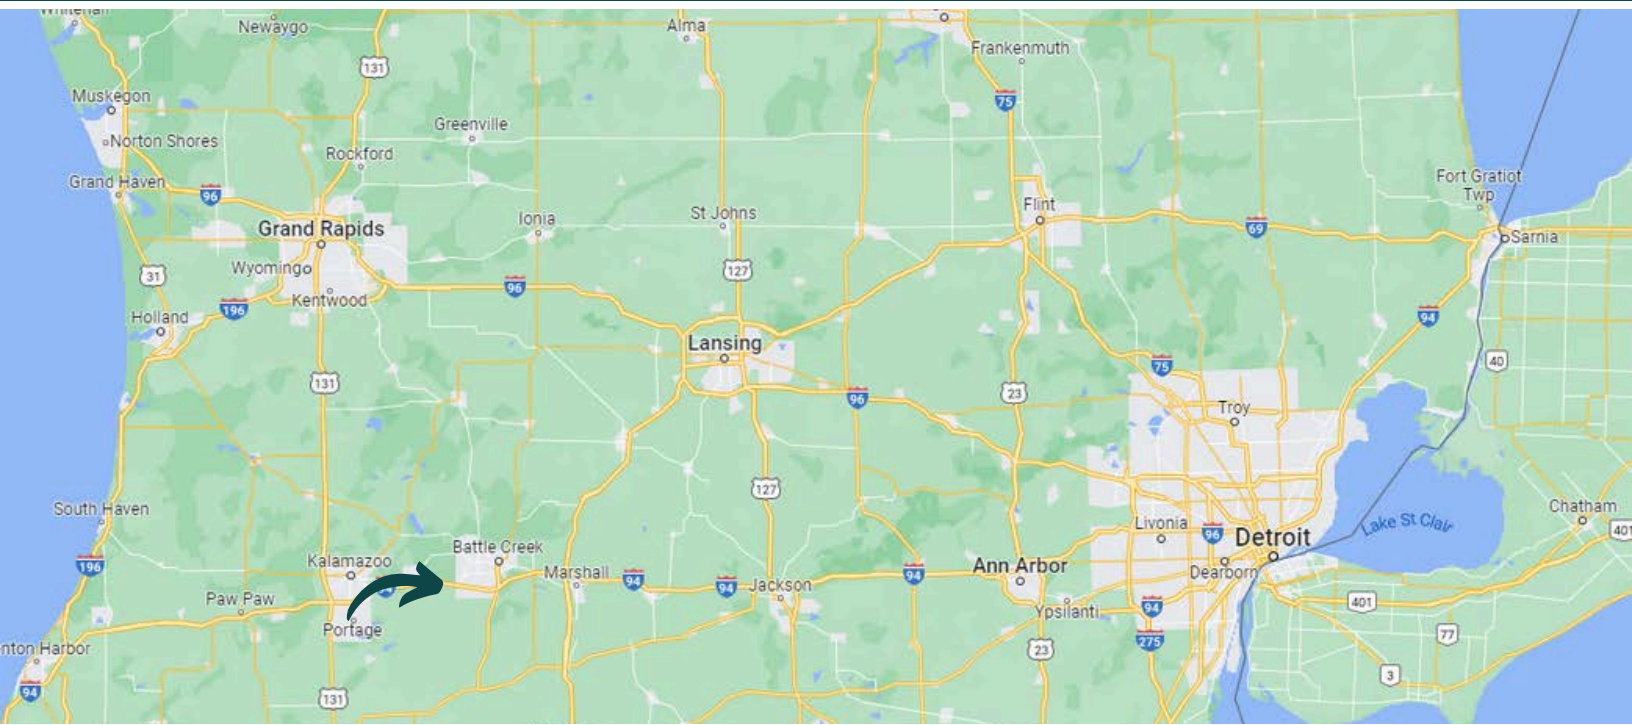 Newaygo
Alma
Frankenmuth
131
75
Muskegon
Greenville
Norton Shores
Rockford
Grand Haven
96
Fort Gratiot
Twp
Flint
Ionia
St Johns
Grand Rapids
69
Sarnia
Wyoming
127
31
96
Kentwood
196
Holland
94
Lansing
40
75
131
23
96
Troy
127
South Haven
Chatham
Lake St Clair
Livonia
96
Detroit
401
Battle Creek
Kalamazoo
196
Ann Arbor
Marshall
94
94
Jackson
94
Dearborn
Paw Paw
Ypsilanti
94
401
Portage
77
275
nton Harbor
23
3
94
131